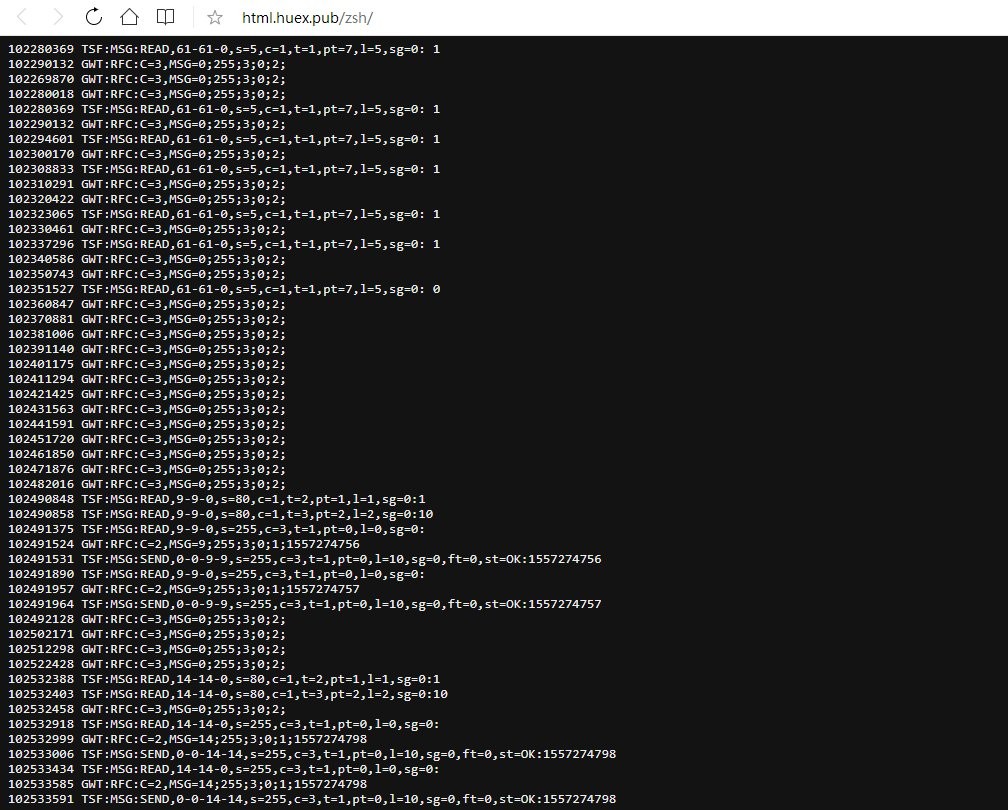 html.huex.pub/zsh/
102280369 TSF:MSG:READ,61-61-0,s=5,c=1,t=1,pt=7,l=5,sg=0: 1
102290132 GWT:RFC:C=3,MSG=0;255;3;0;2;
102269870 GWT:RFC:C=3,MSG=0;255;3;0;2;
102280018 GWT:RFC:C=3,MSG=0;255;3;0;2;
102280369 TSF:MSG:READ,61-61-0,s=5,c=1,t=1,pt=7,l=5,sg=0: 1
102290132 GWT:RFC:C=3,MSG=0;255;3;0;2;
102294601 TSF:MSG:READ,61-61-0,s=5,c=1,t=1,pt=7,l=5,sg=0: 1
102300170 GWT:RFC:C=3,MSG=0;255;3;0;2;
102308833 TSF:MSG:READ,61-61-0,s=5,c=1,t=1,pt=7,l=5,sg=0: 1
102310291 GWT:RFC:C=3,MSG=0;255;3;0;2;
102320422 GWT:RFC:C=3,MSG=0;255;3;0;2;
102323065 TSF:MSG:READ,61-61-0,s=5,c=1,t=1,pt=7,l=5,sg=0: 1
102330461 GWT:RFC:C=3,MSG=0;255;3;0;2;
102337296 TSF:MSG:READ,61-61-0,s=5,c=1,t=1,pt=7,l=5,sg=0: 1
102340586 GWT:RFC:C=3,MSG=0;255;3;0;2;
102350743 GWT:RFC:C=3,MSG=0;255;3;0;2;
102351527 TSF:MSG:READ,61-61-0,s=5,c=1,t=1,pt=7,l=5,sg=0: 0
102360847 GWT:RFC:C=3,MSG=0;255;3;0;2;
102370881 GWT:RFC:C=3,MSG=0;255;3;0;2;
102381006 GWT:RFC:C=3,MSG=0;255;3;0;2;
102391140 GWT:RFC:C=3,MSG=0;255;3;0;2;
102401175 GWT:RFC:C=3,MSG=0;255;3;0;2;
102411294 GWT:RFC:C=3,MSG=0;255;3;0;2;
102421425 GWT:RFC:C=3,MSG=0;255;3;0;2;
102431563 GWT:RFC:C=3,MSG=0;255;3;0;2;
102441591 GWT:RFC:C=3,MSG=0;255;3;0;2;
102451720 GWT:RFC:C=3,MSG=0;255;3;0;2;
102461850 GWT:RFC:C=3,MSG=0;255;3;0;2;
102471876 GWT:RFC:C=3,MSG=0;255;3;0;2;
102482016 GWT:RFC:C=3,MSG=0;255;3;0;2;
102490848 TSF:MSG:READ,9-9-0,s=80,c=1,t=2,pt=1,l=1,sg=0:1
102490858 TSF:MSG:READ,9-9-0,s=80,c=1,t=3,pt=2,l=2,sg=0:10
102491375 TSF:MSG:READ,9-9-0,s=255,c=3,t=1,pt=0,l=0,sg=0:
102491524 GWT:RFC:C=2,MSG=9;255;3;0;1;1557274756
102491531 TSF:MSG:SEND,0-0-9-9,s=255,c=3,t=1,pt=0,l=10,sg=0,ft=0,st=OK:1557274756
102491890 TSF:MSG:READ,9-9-0,s=255,c=3,t=1,pt=0,l=0,sg=0:
102491957 GWT:RFC:C=2,MSG=9;255;3;0;1;1557274757
102491964 TSF:MSG:SEND,0-0-9-9,s=255,c=3,t=1,pt=0,l=10,sg=0,ft=0,st=OK:1557274757
102492128 GWT:RFC:C=3,MSG=0;255;3;0;2;
102502171 GWT:RFC:C=3,MSG=0;255;3;0;2;
102512298 GWT:RFC:C=3,MSG=0;255;3;0;2;
102522428 GWT:RFC:C=3,MSG=0;255;3;0;2;
102532388 TSF:MSG:READ,14-14-0,s=80,c=1,t=2,pt=1,l=1,sg=0:1
102532403 TSF:MSG:READ,14-14-0,s=80,c=1,t=3,pt=2,l=2,sg=0:10
102532458 GWT:RFC:C=3,MSG=0;255;3;0;2;
102532918 TSF:MSG:READ,14-14-0,s=255,c=3,t=1,pt=0,l=0,sg=0:
102532999 GWT:RFC:C=2,MSG=14;255;3;0;1;1557274798
102533006 TSF:MSG:SEND,0-0-14-14,s=255,c=3,t=1,pt=0,l=10,sg=0,ft=0,st=OK:1557274798
102533434 TSF:MSG:READ,14-14-0,s=255,c=3,t=1,pt=0,l=0,sg=0:
102533585 GWT:RFC:C=2,MSG=14;255;3;0;1;1557274798
102533591 TSF:MSG:SEND,0-0-14-14,s=255,c=3,t=1,pt=0,l=10,sg=0,ft=0,st=OK:1557274798